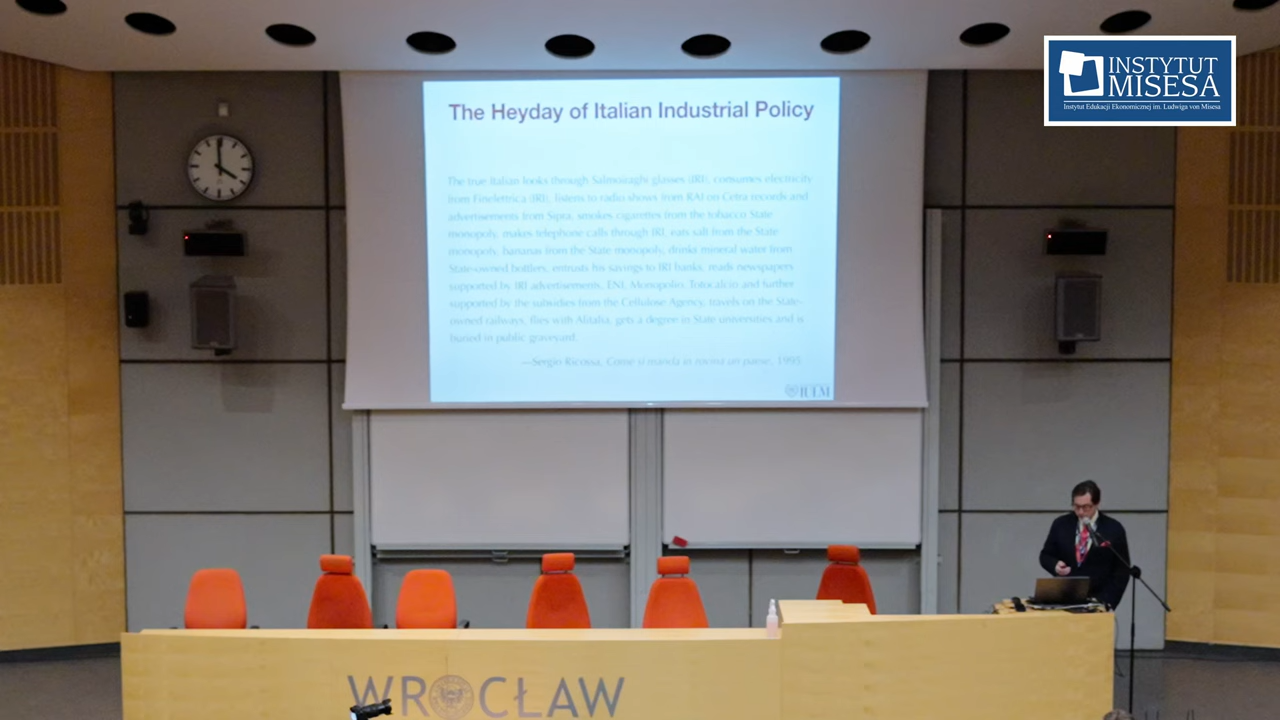 INSTYTUT
MISESA
Instytut Edukacji Ekonomicznej im. Ludwiga von Misesa
The Heyday of Italian Industrial Policy
The true Italian looks through Salmoiraghi glasses (IRI), consumes electricity
from Finelettrica (IRI), listens to radio shows from RAI on Cetra records and
advertisements from Sipra, smokes cigarettes from the tobacco State
monopoly, makes telephone calls through IRI, eats salt from the State
monopoly, bananas from the State monopoly, drinks mineral water from
State-owned bottlers, entrusts his savings to IRI banks, reads newspapers
supported by IRI advertisements, ENI, Monopolio, Totocalcio and further
supported by the subsidies from the Cellulose Agency, travels on the State-
owned railways, flies with Alitalia, gets a degree in State universities and is
buried in public graveyard.
—Sergio Ricossa, Come si manda in rovina un paese, 1995
IULM
WROCŁAW